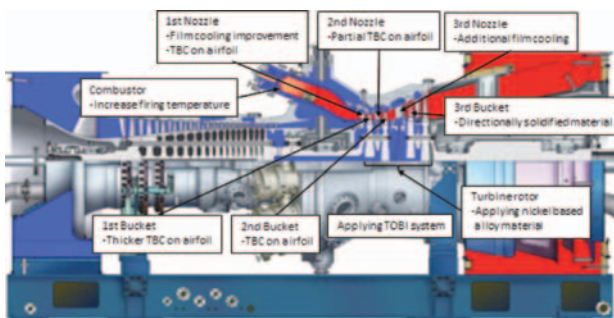 1st Nozzle
-Film cooling improvement
-TBC on airfoil
2nd Nozzle
-Partial TBC on airfoil
3rd Nozzle
-Additional film cooling
Combustor
-Increase firing temperature
3rd Bucket
-Directionally solidified material
1st Bucket
-Thicker TBC on airfoil
2nd Bucket
-TBC on airfoil
Applying TOBI system
Turbine rotor
-Applying nickel based
alloy material